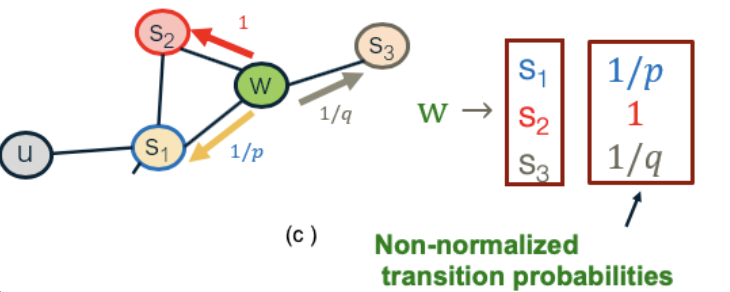 1
S2
S3
W
1/q
U
S1
1/p
W → S1 1/p
S2 1
S3 1/q
(c )
Non-normalized
transition probabilities